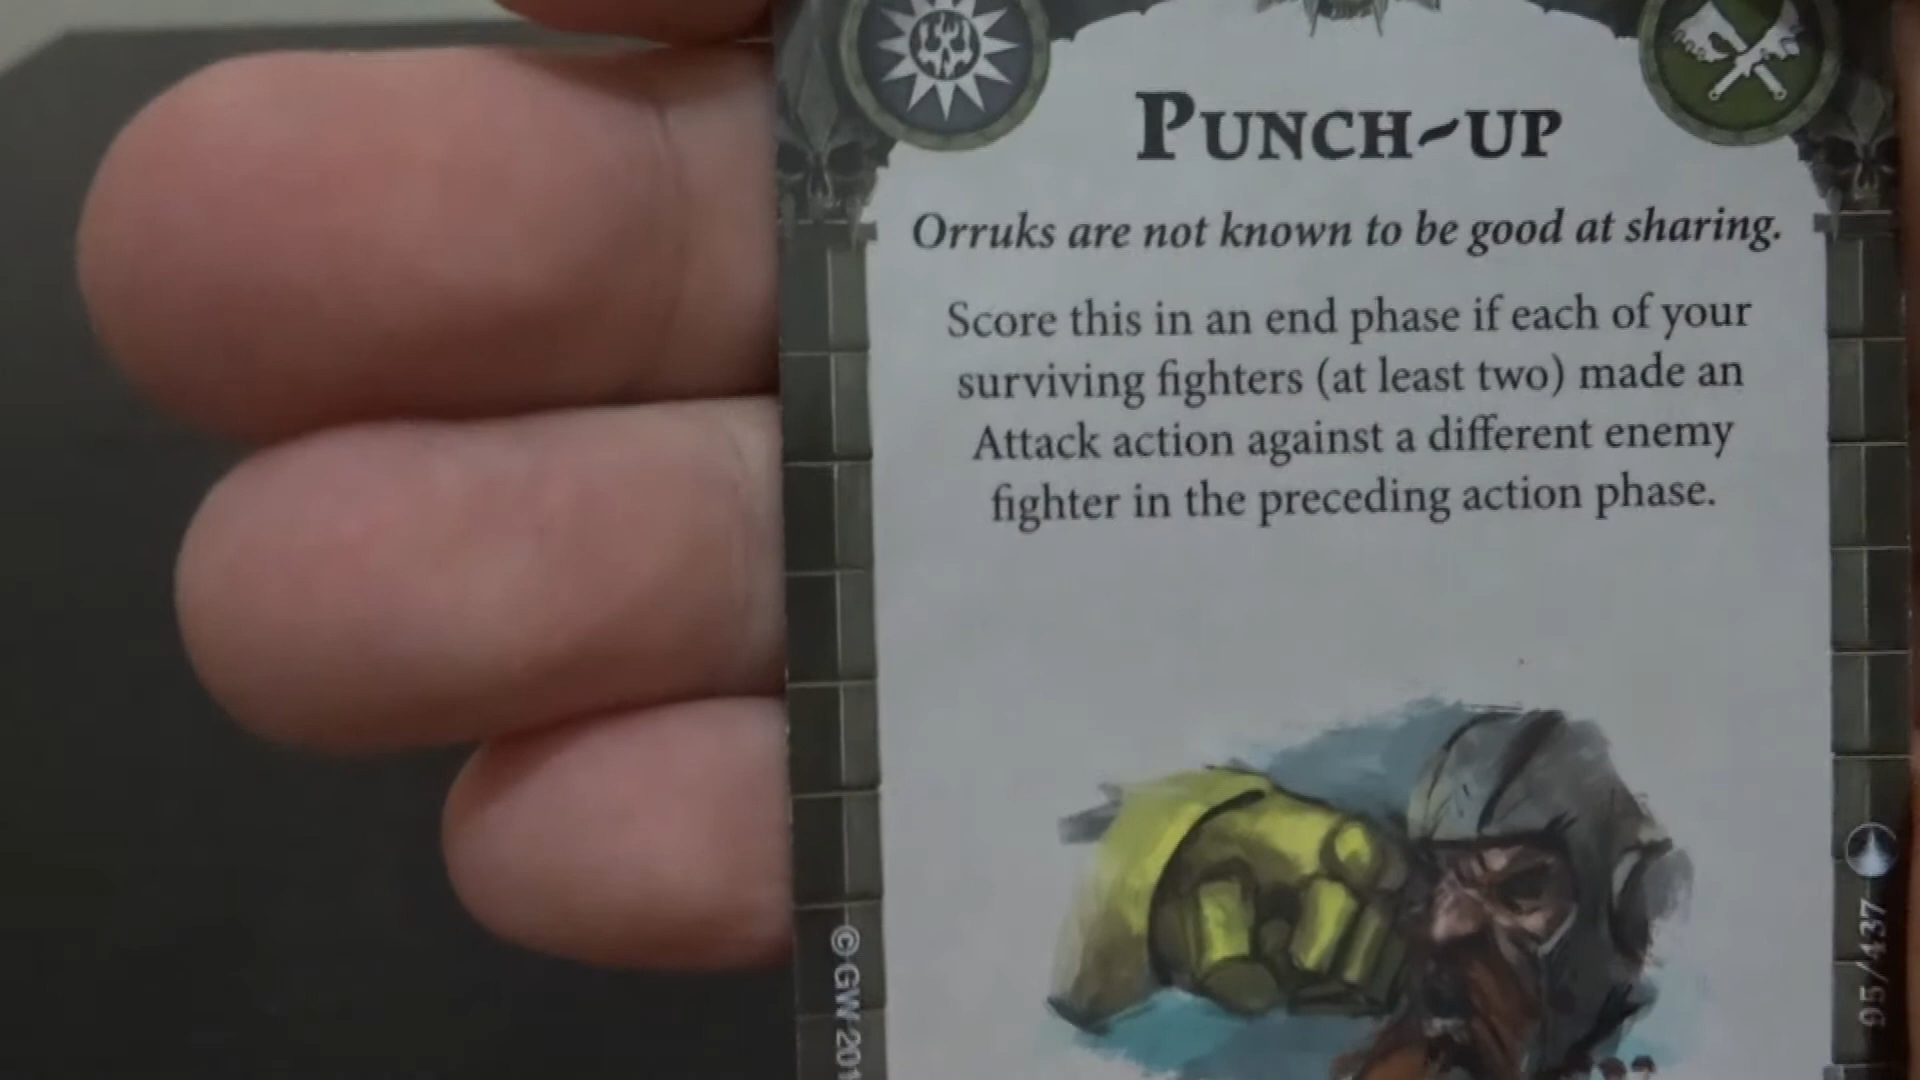 PUNCH-UP
Orruks are not known to be good at sharing.
Score this in an end phase if each of your
surviving fighters (at least two) made an
Attack action against a different enemy
fighter in the preceding action phase.
© GW 201
95/437